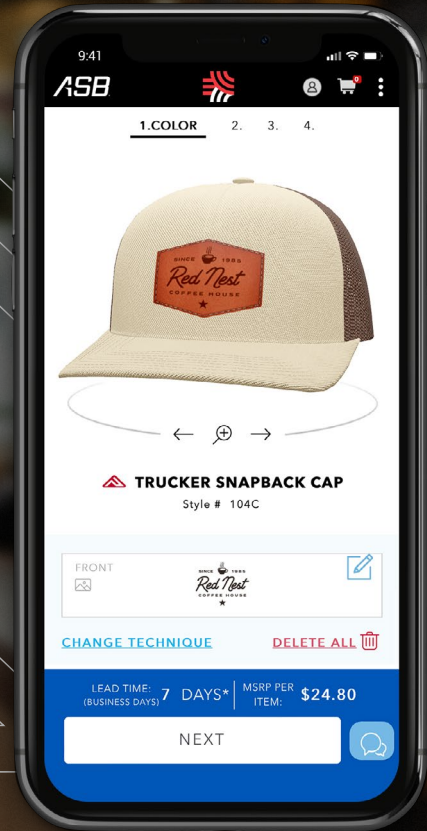 9:41
ASB
0
1.COLOR 2. 3. 4.
SINCE 1985
Red Nest
COFFEE HOUSE
TRUCKER SNAPBACK CAP
Style # 104C
FRONT
SINCE 1985
Red Nest
COFFEE HOUSE
CHANGE TECHNIQUE DELETE ALL
LEAD TIME: (BUSINESS DAYS) 7 DAYS* MSRP PER ITEM: $24.80
NEXT